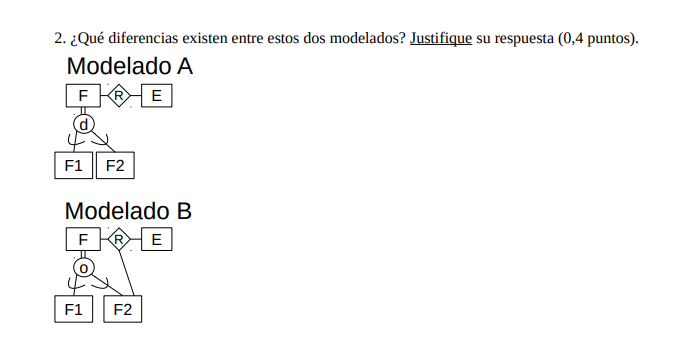 2. ¿Qué diferencias existen entre estos dos modelados? Justifique su respuesta (0,4 puntos).
Modelado A
F R E
d
F1 F2
Modelado B
F R E
o
F1 F2